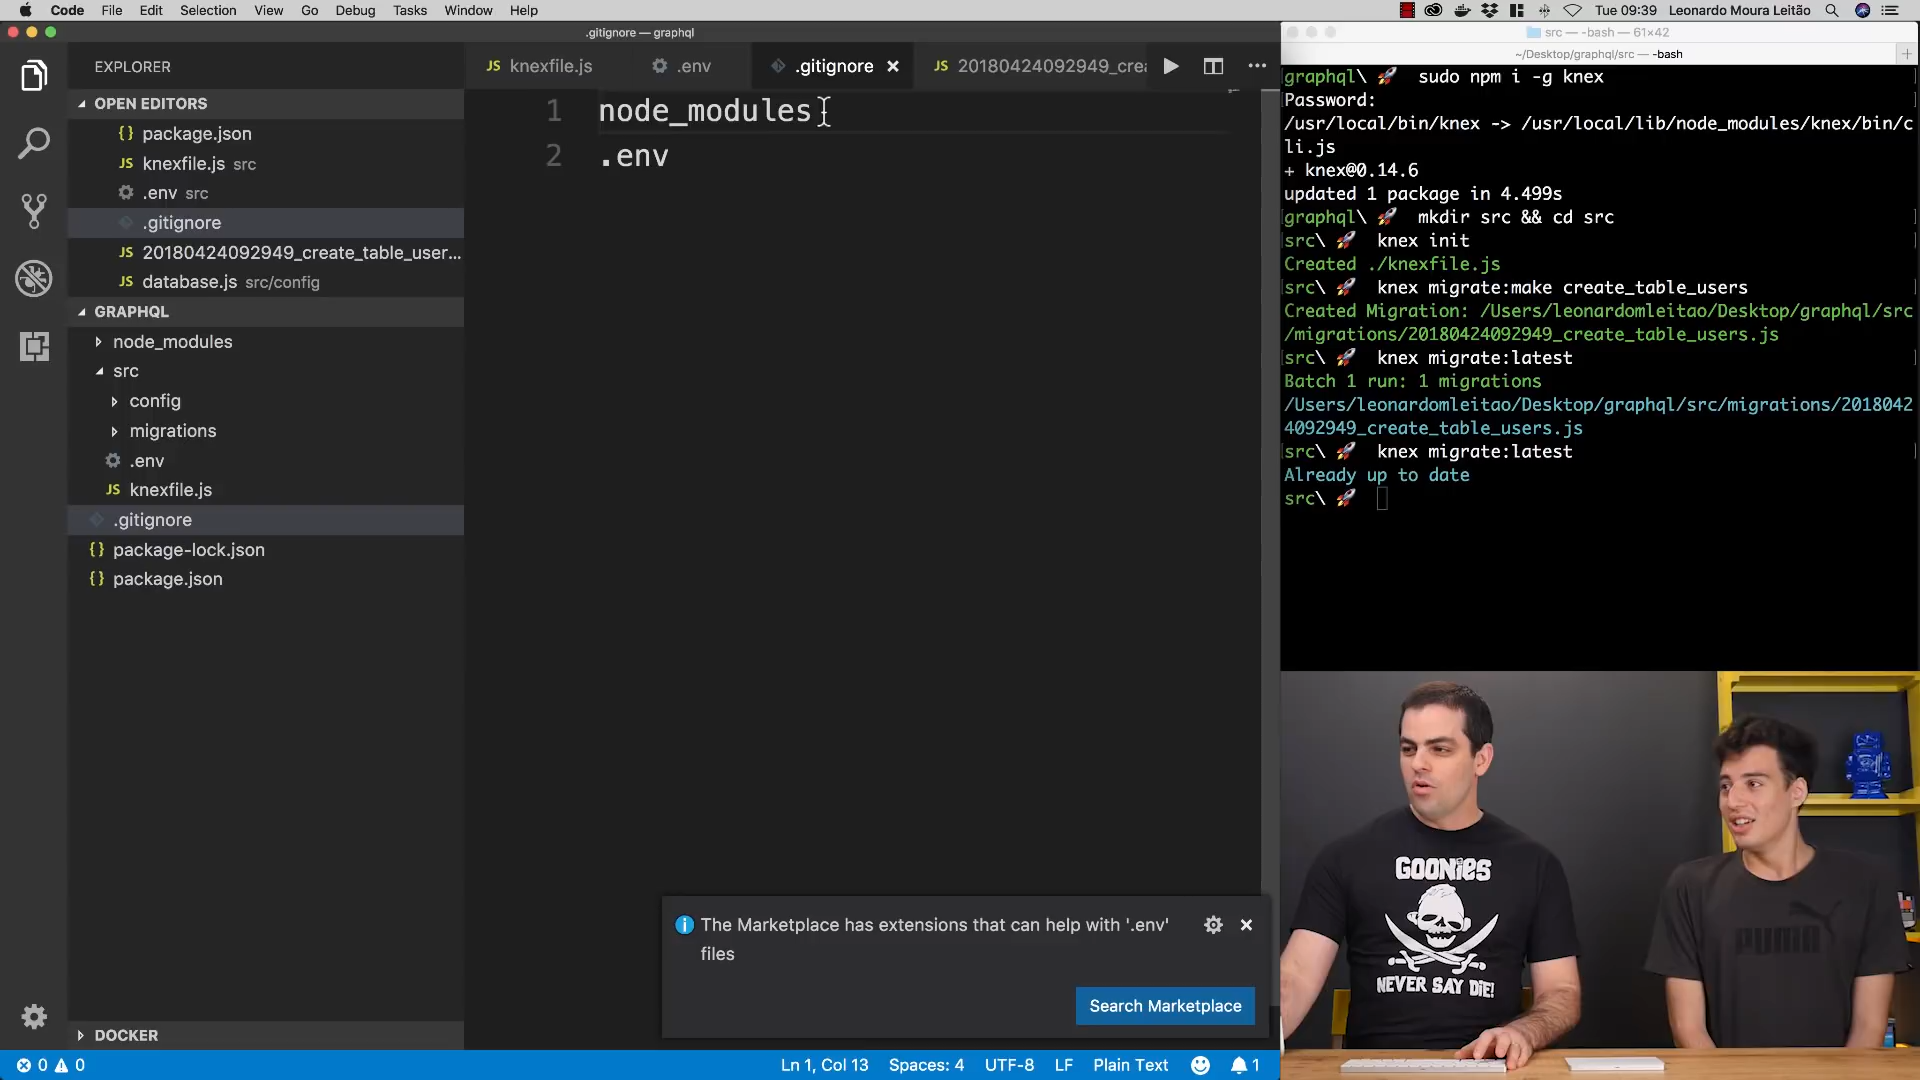 Code File Edit Selection View Go Debug Tasks Window Help
Tue 09:39 Leonardo Moura Leitão
.gitignore — graphql
EXPLORER
OPEN EDITORS
{} package.json
JS knexfile.js src
.env src
.gitignore
JS 20180424092949_create_table_user...
JS database.js src/config
GRAPHQL
node_modules
src
config
migrations
.env
JS knexfile.js
.gitignore
{} package-lock.json
{} package.json
DOCKER
JS knexfile.js
.env
.gitignore
JS 20180424092949_crea
1 node_modules
2 .env
The Marketplace has extensions that can help with '.env'
files
Search Marketplace
0 0
Ln 1, Col 13 Spaces: 4 UTF-8 LF Plain Text 1
src — -bash — 61×42
~/Desktop/graphql/src — -bash
graphql\ 🚀 sudo npm i -g knex
Password:
/usr/local/bin/knex -> /usr/local/lib/node_modules/knex/bin/c
li.js
+ knex@0.14.6
updated 1 package in 4.499s
graphql\ 🚀 mkdir src && cd src
src\ 🚀 knex init
Created ./knexfile.js
src\ 🚀 knex migrate:make create_table_users
Created Migration: /Users/leonardomleitao/Desktop/graphql/src
/migrations/20180424092949_create_table_users.js
src\ 🚀 knex migrate:latest
Batch 1 run: 1 migrations
/Users/leonardomleitao/Desktop/graphql/src/migrations/2018042
4092949_create_table_users.js
src\ 🚀 knex migrate:latest
Already up to date
src\ 🚀
GOONIES
NEVER SAY DIE!
PUMA